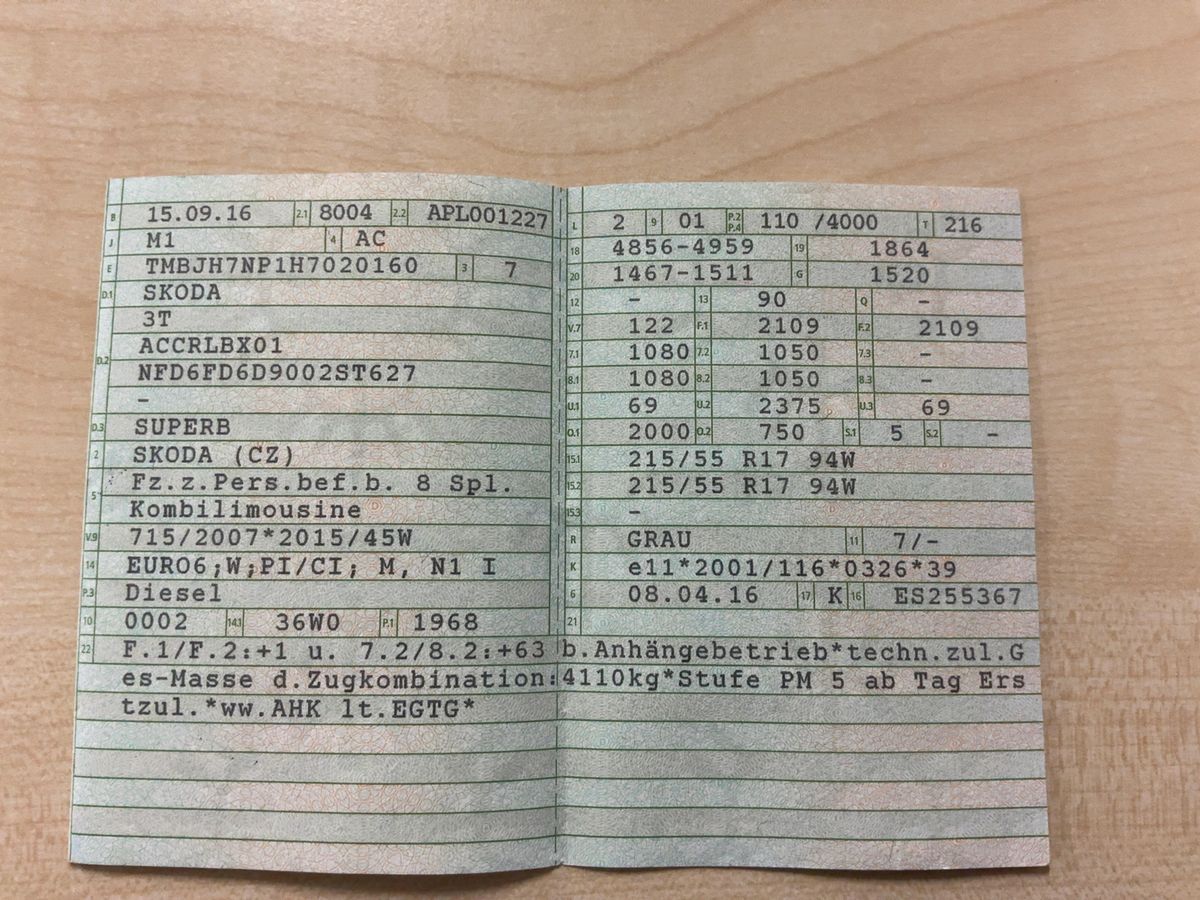 B 15.09.16 2.1 8004 2.2 APL001227
J M1 4 AC
E TMBJH7NP1H7020160 3 7
D.1 SKODA
3T
D.2 ACCRLBX01
NFD6FD6D9002ST627
-
D.3 SUPERB
2 SKODA (CZ)
5 Fz.z.Pers.bef.b. 8 Spl.
Kombilimousine
V.9 715/2007*2015/45W
14 EURO6;W;PI/CI; M, N1 I
P.3 Diesel
10 0002 14.1 36W0 P.1 1968
L 2 9 01 P.2 P.4 110 /4000 T 216
18 4856-4959 19 1864
20 1467-1511 G 1520
12 - 13 90 Q -
V.7 122 F.1 2109 F.2 2109
7.1 1080 7.2 1050 7.3 -
8.1 1080 8.2 1050 8.3 -
U.1 69 U.2 2375 U.3 69
O.1 2000 O.2 750 S.1 5 S.2 -
15.1 215/55 R17 94W
15.2 215/55 R17 94W
15.3 -
R GRAU 11 7/-
K e11*2001/116*0326*39
6 08.04.16 17 K 16 ES255367
21
22 F.1/F.2:+1 u. 7.2/8.2:+63 b.Anhängebetrieb*techn.zul.G
es-Masse d.Zugkombination:4110kg*Stufe PM 5 ab Tag Ers
tzul.*ww.AHK lt.EGTG*